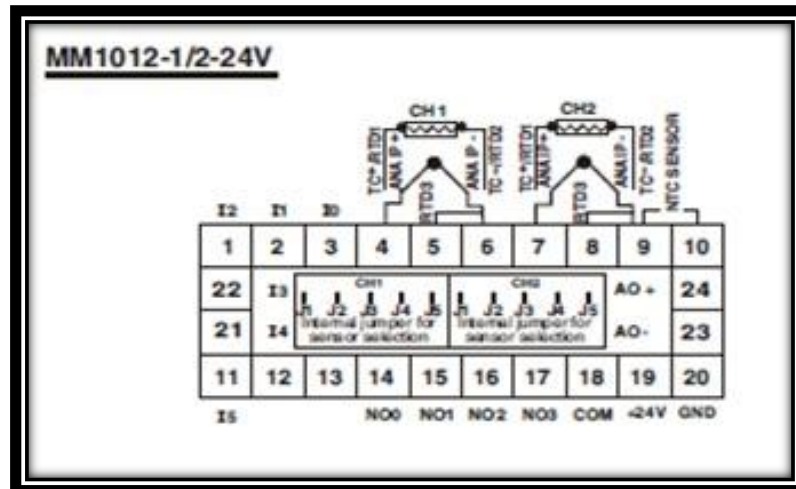 MM1012-1/2-24V
CH1 CH2
TC+/RTD1
ANA IP+
ANA IP-
TC-/RTD2
TC+/RTD1
ANA IP+
ANA IP-
TC-/RTD2
NTC SENSOR
RTD3
RTD3
I2 I1 I0
1 2 3 4 5 6 7 8 9 10
22 I3 CH1 CH2 AO+ 24
J1 J2 J3 J4 J5 J1 J2 J3 J4 J5
Internal jumper for Internal jumper for
21 I4 sensor selection sensor selection AO- 23
11 12 13 14 15 16 17 18 19 20
I5 NO0 NO1 NO2 NO3 COM +24V GND